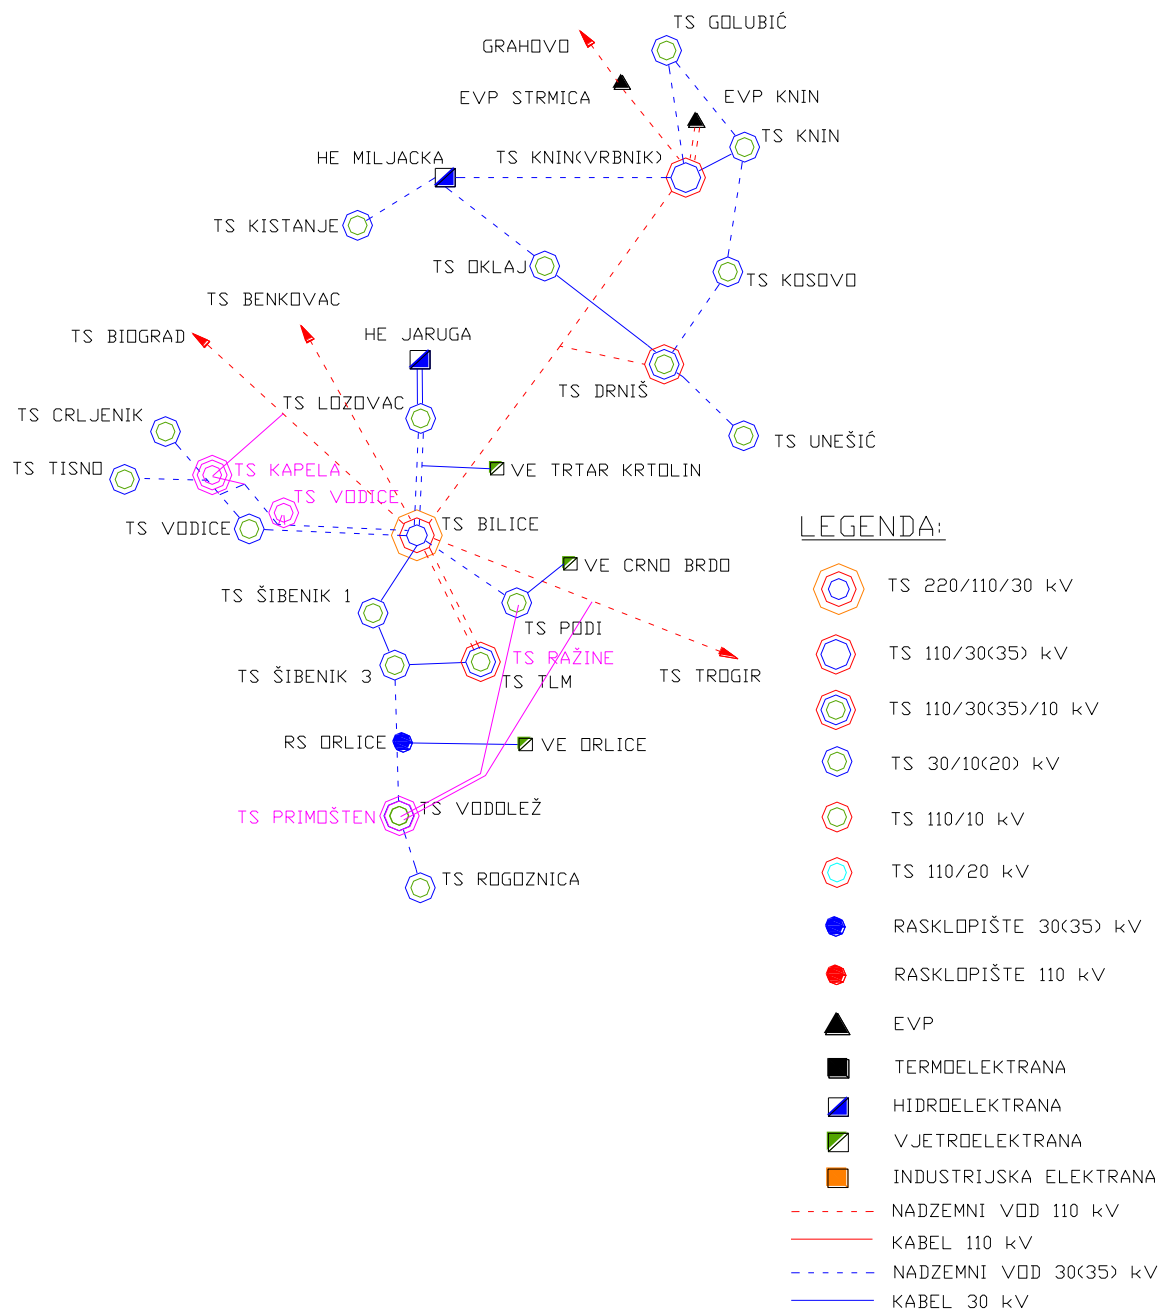 TS GOLUBIĆ
GRAHOVO
EVP STRMICA
EVP KNIN
TS KNIN
HE MILJACKA
TS KNIN(VRBNIK)
TS KISTANJE
TS OKLAJ
TS KOSOVO
TS BENKOVAC
TS BIOGRAD
HE JARUGA
TS DRNIŠ
TS LOZOVAC
TS CRLJENIK
TS UNEŠIĆ
TS TISNO
TS KAPELA
VE TRTAR KRTOLIN
TS VODICE
TS VODICE
TS BILICE
VE CRNO BRDO
TS ŠIBENIK 1
TS PODI
TS RAŽINE
TS ŠIBENIK 3
TS TLM
TS TROGIR
RS ORLICE
VE ORLICE
TS PRIMOŠTEN
TS VODOLEŽ
TS ROGOZNICA
LEGENDA:
TS 220/110/30 kV
TS 110/30(35) kV
TS 110/30(35)/10 kV
TS 30/10(20) kV
TS 110/10 kV
TS 110/20 kV
RASKLOPIŠTE 30(35) kV
RASKLOPIŠTE 110 kV
EVP
TERMOELEKTRANA
HIDROELEKTRANA
VJETROELEKTRANA
INDUSTRIJSKA ELEKTRANA
NADZEMNI VOD 110 kV
KABEL 110 kV
NADZEMNI VOD 30(35) kV
KABEL 30 kV